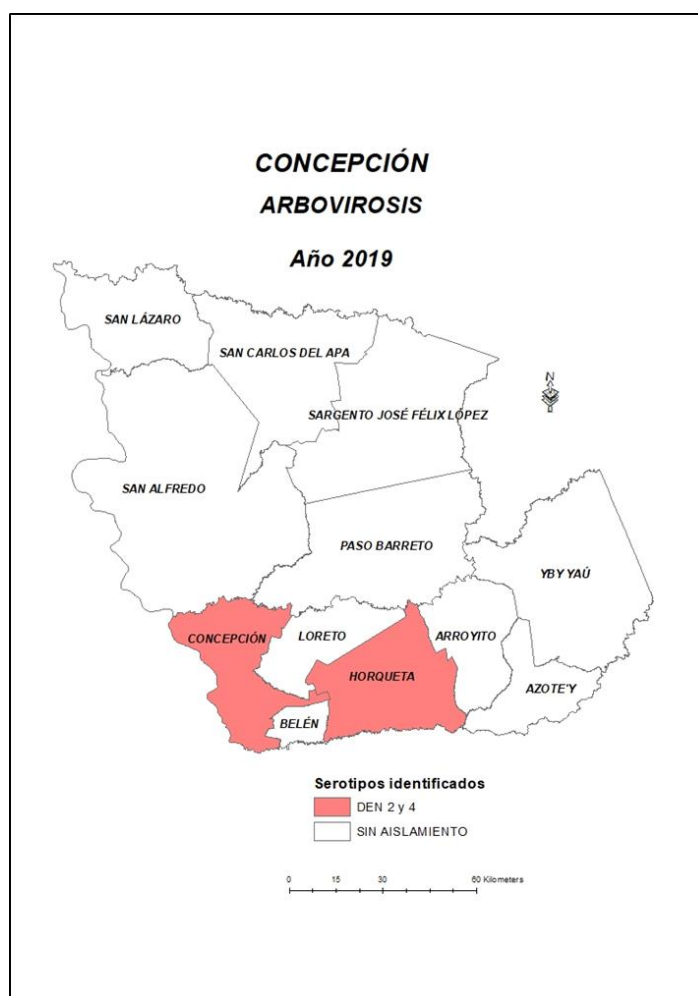 CONCEPCIÓN
ARBOVIROSIS
Año 2019
SAN LÁZARO
SAN CARLOS DEL APA
N
SARGENTO JOSÉ FÉLIX LÓPEZ
SAN ALFREDO
PASO BARRETO
YBY YAÚ
CONCEPCIÓN
LORETO
ARROYITO
HORQUETA
AZOTE'Y
BELÉN
Serotipos identificados
DEN 2 y 4
SIN AISLAMIENTO
0 15 30 60 Kilometers